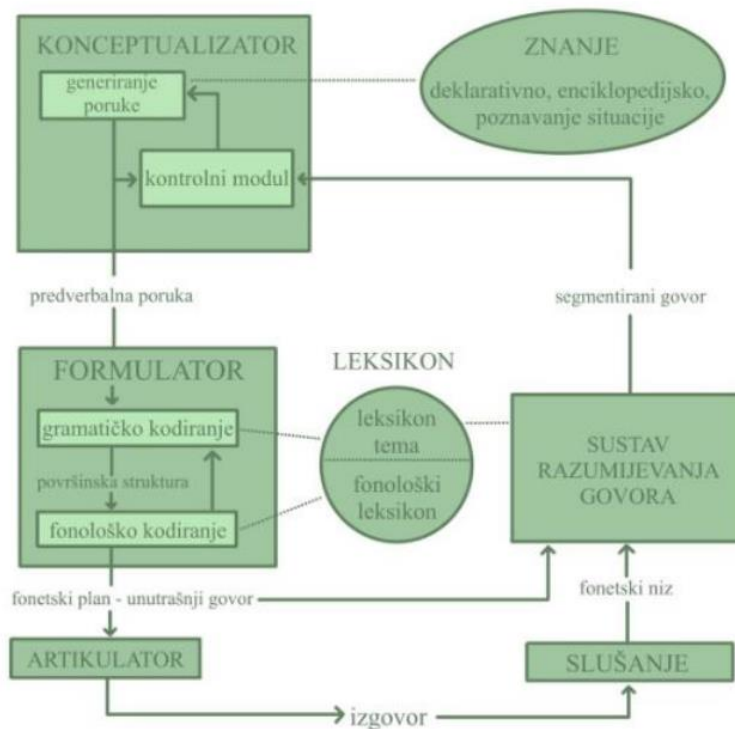 KONCEPTUALIZATOR
generiranje
poruke
kontrolni modul
ZNANJE
deklarativno, enciklopedijsko,
poznavanje situacije
predverbalna poruka
segmentirani govor
FORMULATOR
gramatičko kodiranje
površinska struktura
fonološko kodiranje
LEKSIKON
leksikon
tema
fonološki
leksikon
SUSTAV
RAZUMIJEVANJA
GOVORA
fonetski plan - unutrašnji govor
fonetski niz
ARTIKULATOR
SLUŠANJE
izgovor